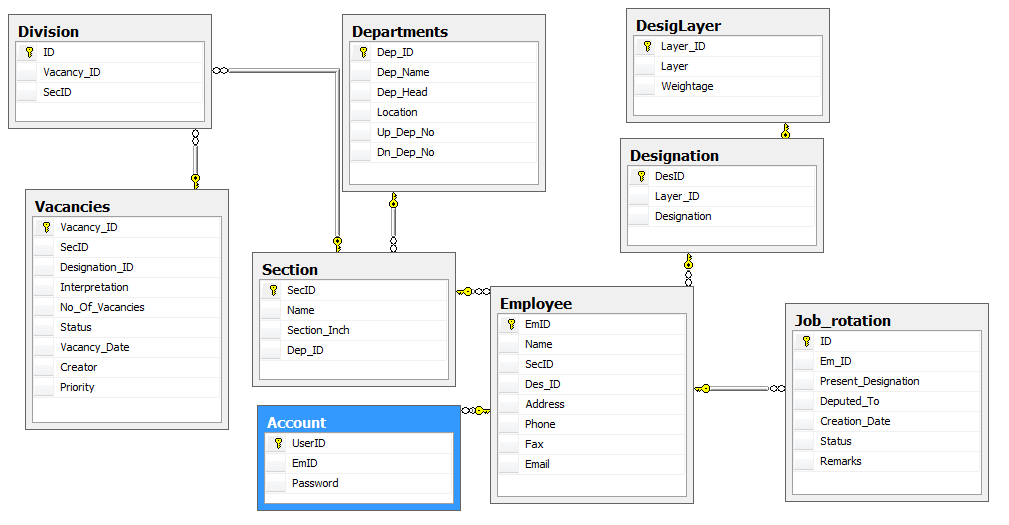 Division
ID
Vacancy_ID
SecID
Departments
Dep_ID
Dep_Name
Dep_Head
Location
Up_Dep_No
Dn_Dep_No
DesigLayer
Layer_ID
Layer
Weightage
Designation
DesID
Layer_ID
Designation
Vacancies
Vacancy_ID
SecID
Designation_ID
Interpretation
No_Of_Vacancies
Status
Vacancy_Date
Creator
Priority
Section
SecID
Name
Section_Inch
Dep_ID
Employee
EmID
Name
SecID
Des_ID
Address
Phone
Fax
Email
Job_rotation
ID
Em_ID
Present_Designation
Deputed_To
Creation_Date
Status
Remarks
Account
UserID
EmID
Password